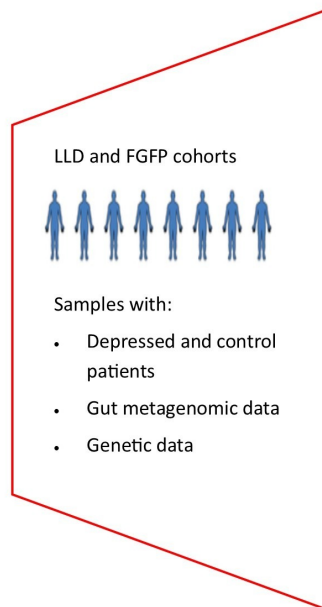 LLD and FGFP cohorts
Samples with:
• Depressed and control
patients
• Gut metagenomic data
• Genetic data